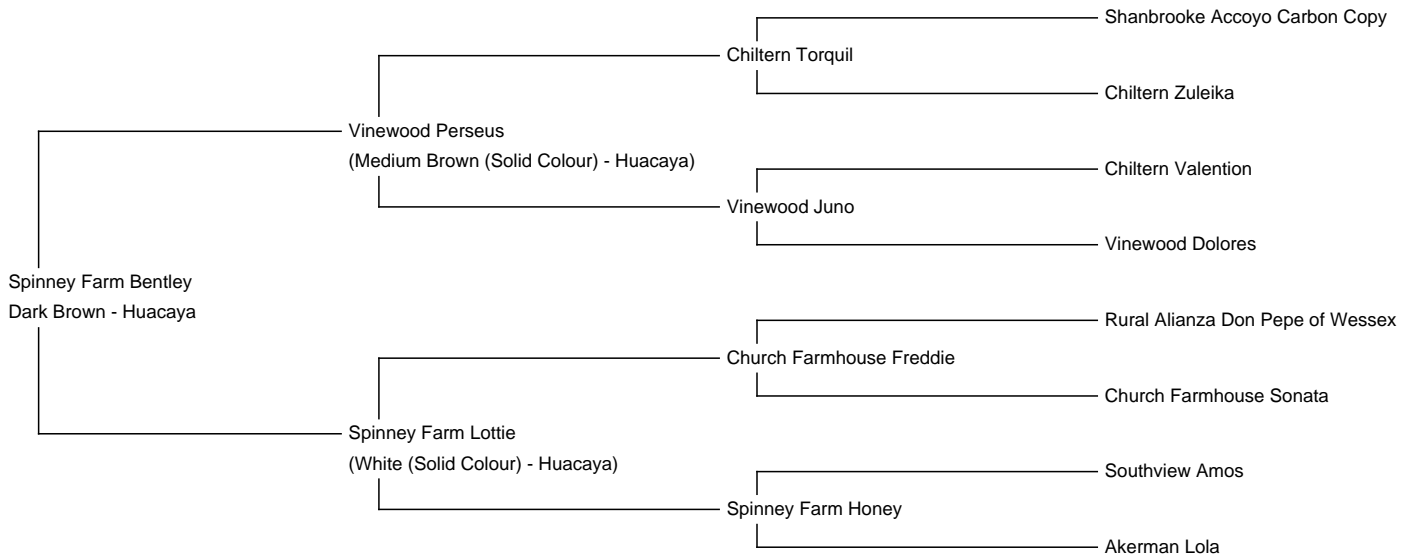 Shanbrooke Accoyo Carbon Copy
Chiltern Torquil
Chiltern Zuleika
Vinewood Perseus
(Medium Brown (Solid Colour) - Huacaya)
Chiltern Valention
Vinewood Juno
Vinewood Dolores
Spinney Farm Bentley
Dark Brown - Huacaya
Rural Alianza Don Pepe of Wessex
Church Farmhouse Freddie
Church Farmhouse Sonata
Spinney Farm Lottie
(White (Solid Colour) - Huacaya)
Southview Amos
Spinney Farm Honey
Akerman Lola